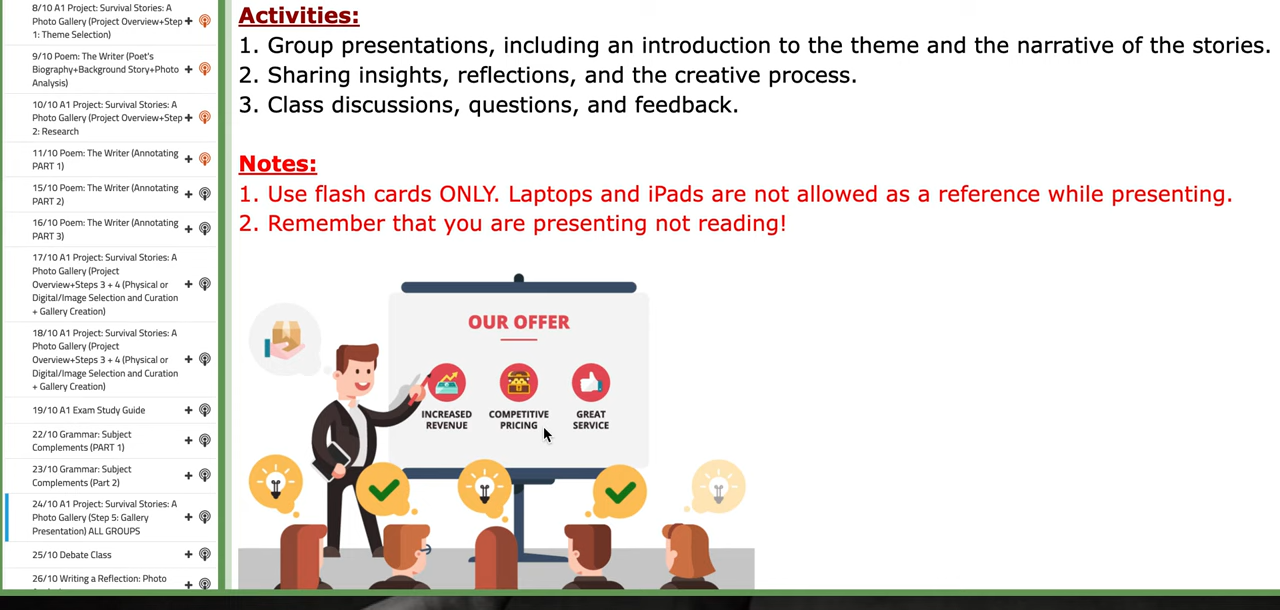 8/10 A1 Project: Survival Stories: A
Photo Gallery (Project Overview+Step
1: Theme Selection)
9/10 Poem: The Writer (Poet's
Biography+Background Story+Photo
Analysis)
10/10 A1 Project: Survival Stories: A
Photo Gallery (Project Overview+Step
2: Research
11/10 Poem: The Writer (Annotating
PART 1)
15/10 Poem: The Writer (Annotating
PART 2)
16/10 Poem: The Writer (Annotating
PART 3)
17/10 A1 Project: Survival Stories: A
Photo Gallery (Project
Overview+Steps 3 + 4 (Physical or
Digital/Image Selection and Curation
+ Gallery Creation)
18/10 A1 Project: Survival Stories: A
Photo Gallery (Project
Overview+Steps 3 + 4 (Physical or
Digital/Image Selection and Curation
+ Gallery Creation)
19/10 A1 Exam Study Guide
22/10 Grammar: Subject
Complements (PART 1)
23/10 Grammar: Subject
Complements (Part 2)
24/10 A1 Project: Survival Stories: A
Photo Gallery (Step 5: Gallery
Presentation) ALL GROUPS
25/10 Debate Class
26/10 Writing a Reflection: Photo
Activities:
1. Group presentations, including an introduction to the theme and the narrative of the stories.
2. Sharing insights, reflections, and the creative process.
3. Class discussions, questions, and feedback.
Notes:
1. Use flash cards ONLY. Laptops and iPads are not allowed as a reference while presenting.
2. Remember that you are presenting not reading!
OUR OFFER
INCREASED
REVENUE
COMPETITIVE
PRICING
GREAT
SERVICE